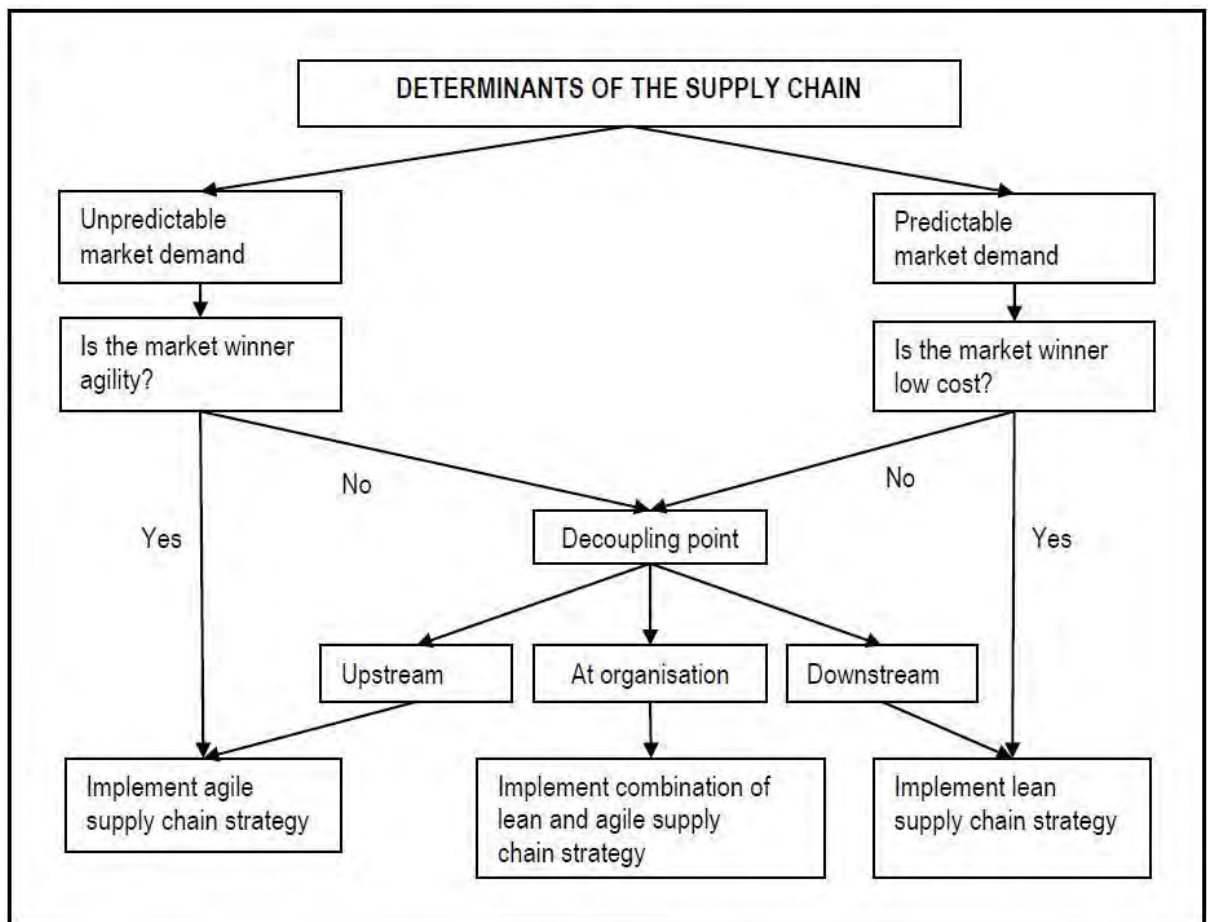 DETERMINANTS OF THE SUPPLY CHAIN
Unpredictable
market demand
Predictable
market demand
Is the market winner
agility?
Is the market winner
low cost?
No
No
Yes
Yes
Decoupling point
Upstream
At organisation
Downstream
Implement agile
supply chain strategy
Implement combination of
lean and agile supply
chain strategy
Implement lean
supply chain strategy